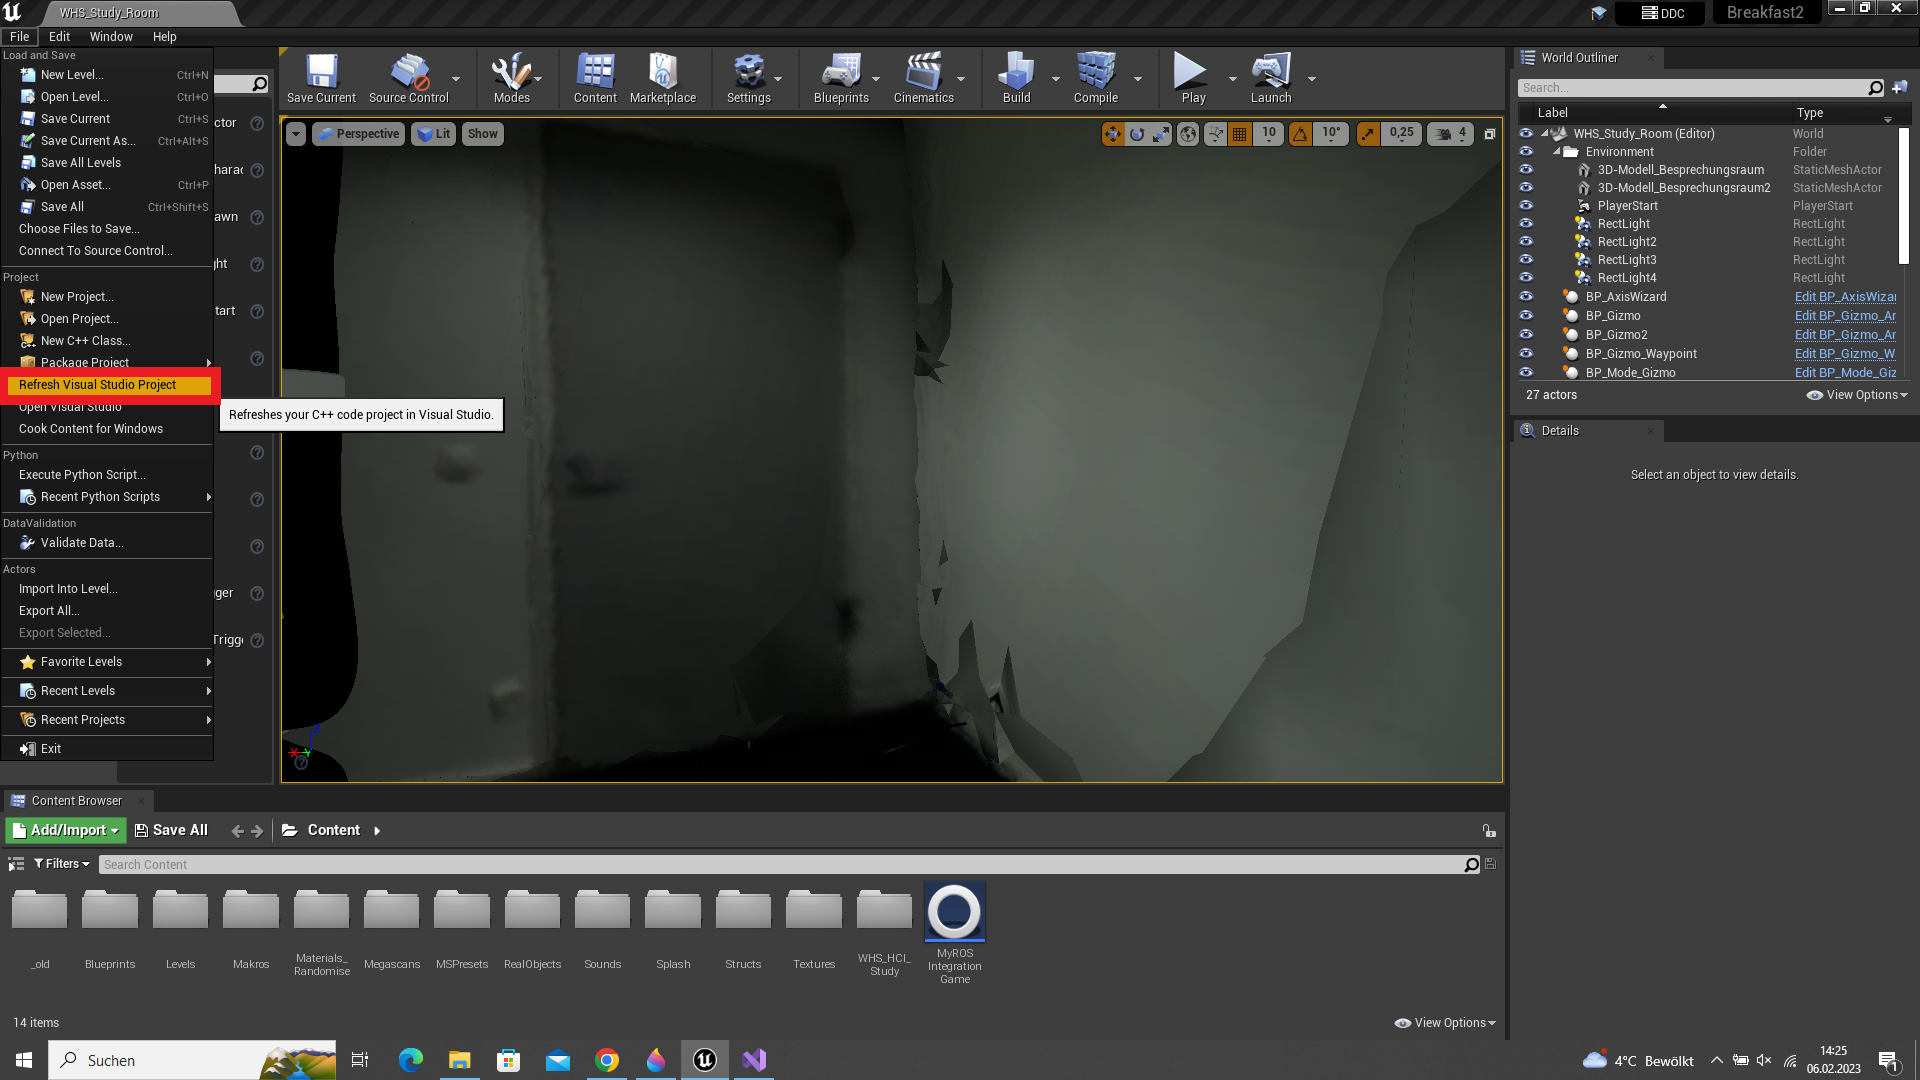 WHS_Study_Room
DDC
Breakfast2
File
Edit
Window
Help
Load and Save
New Level...
Ctrl+N
Open Level...
Ctrl+O
Save Current
Ctrl+S
Save Current As...
Ctrl+Alt+S
Save All Levels
Open Asset...
Ctrl+P
Save All
Ctrl+Shift+S
Choose Files to Save...
Connect To Source Control...
Project
New Project...
Open Project...
New C++ Class...
Package Project
Refresh Visual Studio Project
Refreshes your C++ code project in Visual Studio.
Open Visual Studio
Cook Content for Windows
Python
Execute Python Script...
Recent Python Scripts
DataValidation
Validate Data...
Actors
Import Into Level...
Export All...
Export Selected...
Favorite Levels
Recent Levels
Recent Projects
Exit
ctor
harac
awn
ght
tart
ger
Trigge
Save Current
Source Control
Modes
Content
Marketplace
Settings
Blueprints
Cinematics
Build
Compile
Play
Launch
Perspective
Lit
Show
10
10°
0,25
4
Z
World Outliner
Search...
Label
Type
WHS_Study_Room (Editor)
World
Environment
Folder
3D-Modell_Besprechungsraum
StaticMeshActor
3D-Modell_Besprechungsraum2
StaticMeshActor
PlayerStart
PlayerStart
RectLight
RectLight
RectLight2
RectLight
RectLight3
RectLight
RectLight4
RectLight
BP_AxisWizard
Edit BP_AxisWizar
BP_Gizmo
Edit BP_Gizmo_Ar
BP_Gizmo2
Edit BP_Gizmo_Ar
BP_Gizmo_Waypoint
Edit BP_Gizmo_W
BP_Mode_Gizmo
Edit BP_Mode_Giz
27 actors
View Options
Details
Select an object to view details.
Content Browser
Add/Import
Save All
Content
Filters
Search Content
_old
Blueprints
Levels
Makros
Materials_
Randomise
Megascans
MSPresets
RealObjects
Sounds
Splash
Structs
Textures
WHS_HCI_
Study
MyROS
Integration
Game
14 items
View Options
Suchen
4°C Bewölkt
14:25
06.02.2023
1